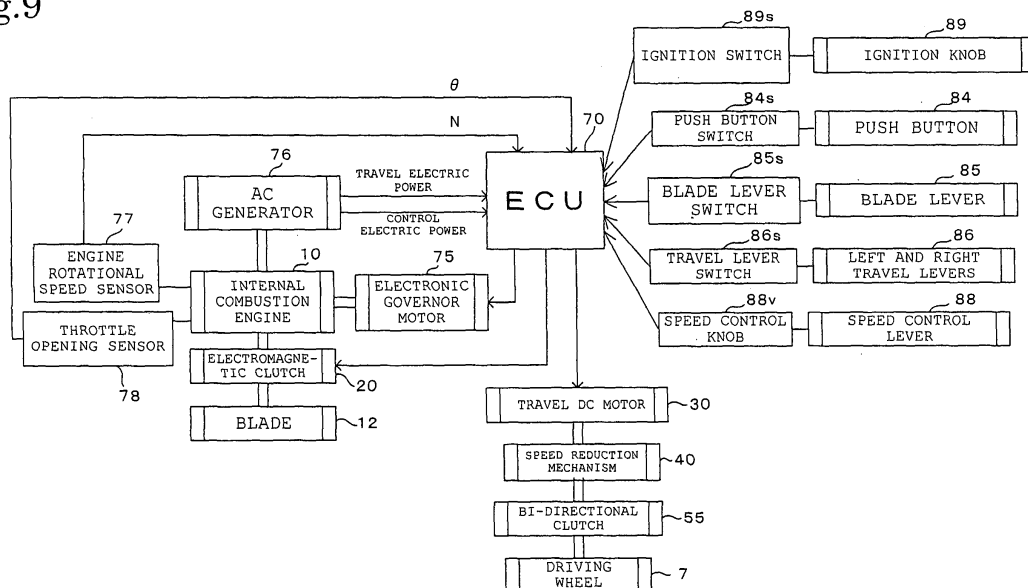 ig.9
89s
89
IGNITION SWITCH
IGNITION KNOB
θ
84s
84
N
70
PUSH BUTTON
SWITCH
PUSH BUTTON
76
TRAVEL ELECTRIC
POWER
85s
85
AC
GENERATOR
ECU
BLADE LEVER
SWITCH
BLADE LEVER
CONTROL
ELECTRIC POWER
77
86s
86
ENGINE
ROTATIONAL
SPEED SENSOR
10
75
TRAVEL LEVER
SWITCH
LEFT AND RIGHT
TRAVEL LEVERS
INTERNAL
COMBUSTION
ENGINE
ELECTRONIC
GOVERNOR
MOTOR
88v
88
THROTTLE
OPENING SENSOR
SPEED CONTROL
KNOB
SPEED CONTROL
LEVER
78
ELECTROMAGNE-
TIC CLUTCH
20
BLADE
12
TRAVEL DC MOTOR
30
SPEED REDUCTION
MECHANISM
40
BI-DIRECTIONAL
CLUTCH
55
DRIVING
WHEEL
7